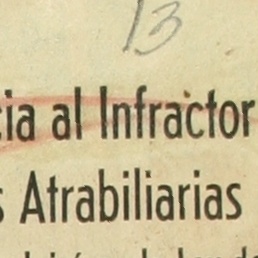 13
cia al Infractor
s Atrabiliarias